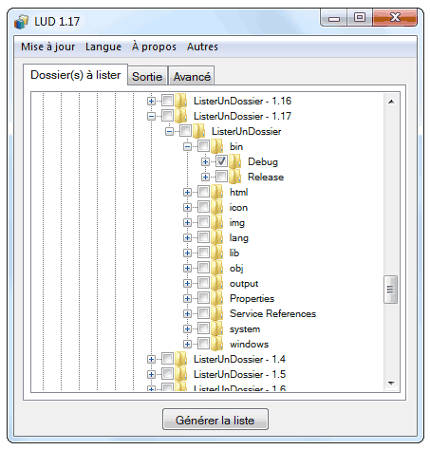 LUD 1.17
Mise à jour Langue À propos Autres
Dossier(s) à lister Sortie Avancé
ListerUnDossier - 1.16
ListerUnDossier - 1.17
ListerUnDossier
bin
Debug
Release
html
icon
img
lang
lib
obj
output
Properties
Service References
system
windows
ListerUnDossier - 1.4
ListerUnDossier - 1.5
ListerUnDossier - 1.6
Générer la liste